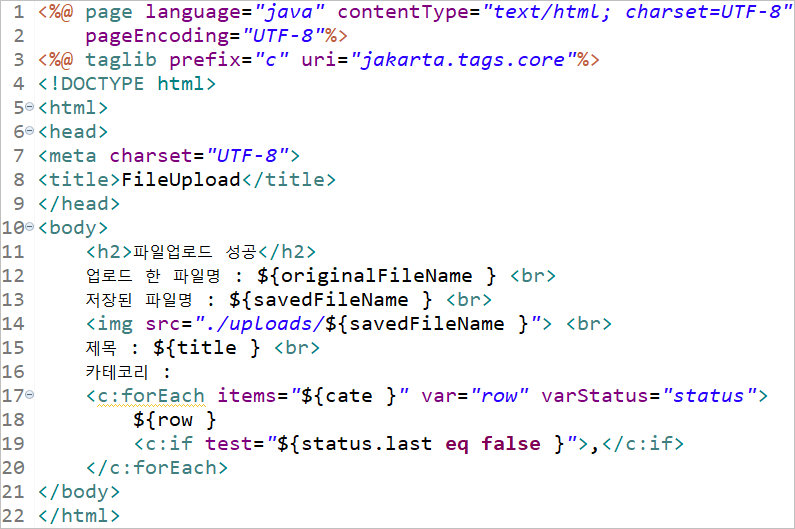 1 <%@ page language="java" contentType="text/html; charset=UTF-8"
2     pageEncoding="UTF-8"%>
3 <%@ taglib prefix="c" uri="jakarta.tags.core"%>
4 <!DOCTYPE html>
5 <html>
6 <head>
7 <meta charset="UTF-8">
8 <title>FileUpload</title>
9 </head>
10 <body>
11     <h2>파일업로드 성공</h2>
12     업로드 한 파일명 : ${originalFileName } <br>
13     저장된 파일명 : ${savedFileName } <br>
14     <img src="./uploads/${savedFileName }"> <br>
15     제목 : ${title } <br>
16     카테코리 :
17     <c:forEach items="${cate }" var="row" varStatus="status">
18         ${row }
19         <c:if test="${status.last eq false }">,</c:if>
20     </c:forEach>
21 </body>
22 </html>